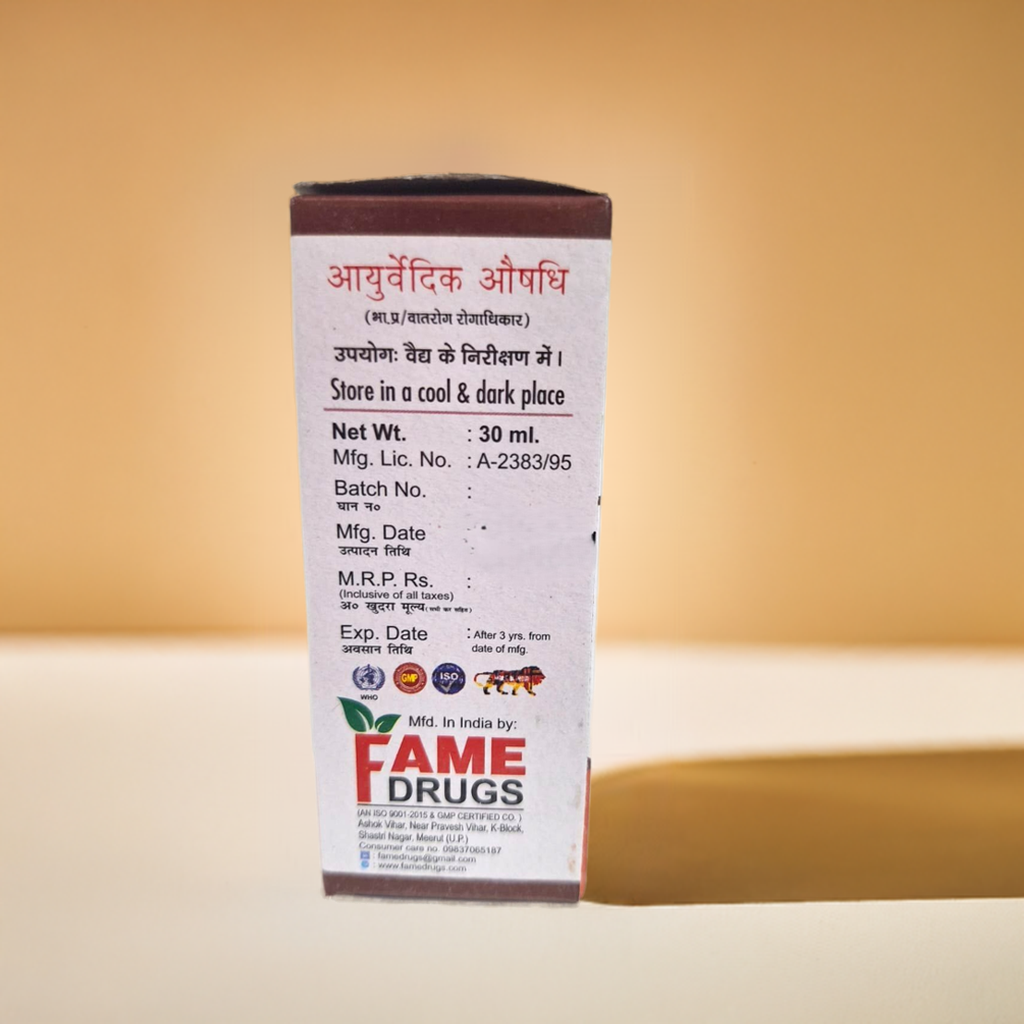 आयुर्वेदिक औषधि
(भा.प्र/वातरोग रोगाधिकार)
उपयोगः वैद्य के निरीक्षण में।
Store in a cool & dark place
Net Wt. : 30 ml.
Mfg. Lic. No. : A-2383/95
Batch No. :
घान न०
Mfg. Date
उत्पादन तिथि
M.R.P. Rs. :
(Inclusive of all taxes)
अ० खुदरा मूल्य (सभी कर सहित)
Exp. Date : After 3 yrs. from
अवसान तिथि date of mfg.
WHO GMP ISO
Mfd. In India by:
FAME
DRUGS
(AN ISO 9001-2015 & GMP CERTIFIED CO. )
Ashok Vihar, Near Pravesh Vihar, K-Block,
Shastri Nagar, Meerut (U.P.)
Consumer care no. 09837065187
: famedrugs@gmail.com
: www.famedrugs.com